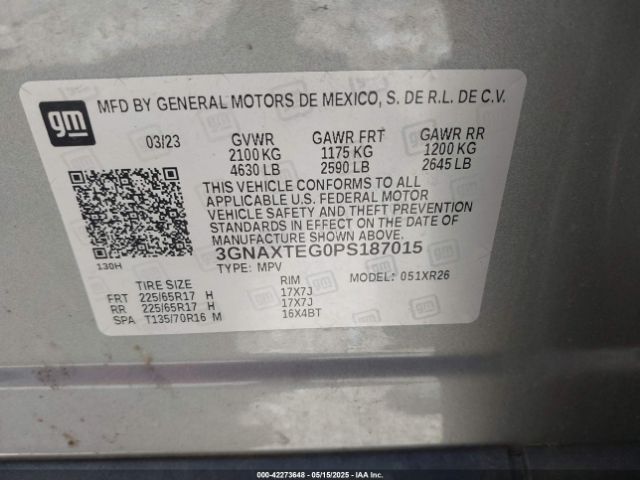 gm
MFD BY GENERAL MOTORS DE MEXICO, S. DE R.L. DE C.V.
03/23 GVWR GAWR FRT GAWR RR
2100 KG 1175 KG 1200 KG
4630 LB 2590 LB 2645 LB
THIS VEHICLE CONFORMS TO ALL
APPLICABLE U.S. FEDERAL MOTOR
VEHICLE SAFETY AND THEFT PREVENTION
STANDARDS IN EFFECT ON THE DATE OF
MANUFACTURE SHOWN ABOVE.
130H 3GNAXTEG0PS187015
TYPE: MPV MODEL: 051XR26
TIRE SIZE RIM
FRT 225/65R17 H 17X7J
RR 225/65R17 H 17X7J
SPA T135/70R16 M 16X4BT
000-42273648 - 05/15/2025 - IAA Inc.